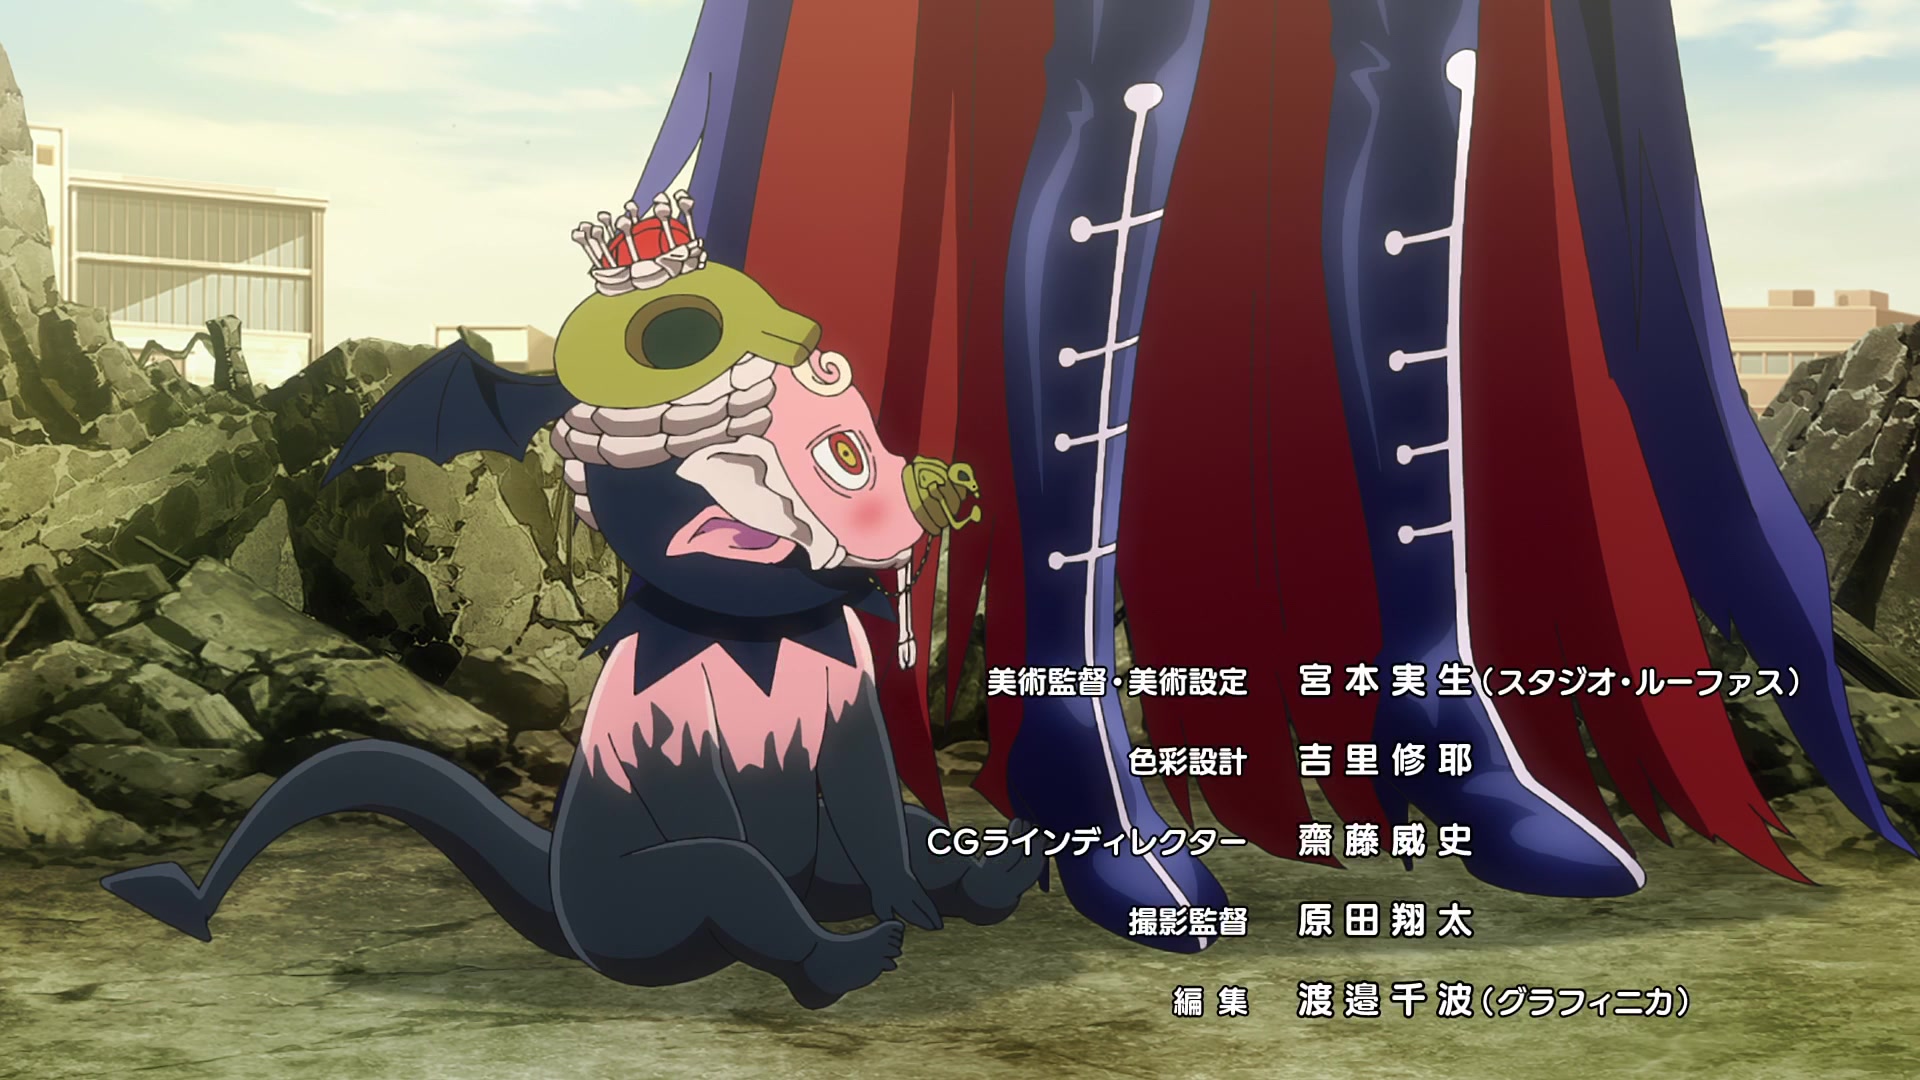 美術監督・美術設定 宮本実生（スタジオ・ルーファス）
色彩設計 吉里修耶
CGラインディレクター 齋藤威史
撮影監督 原田翔太
編集 渡邉千波（グラフィニカ）